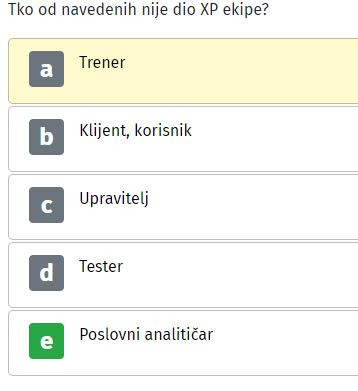 Tko od navedenih nije dio XP ekipe?
a Trener
b Klijent, korisnik
c Upravitelj
d Tester
e Poslovni analitičar